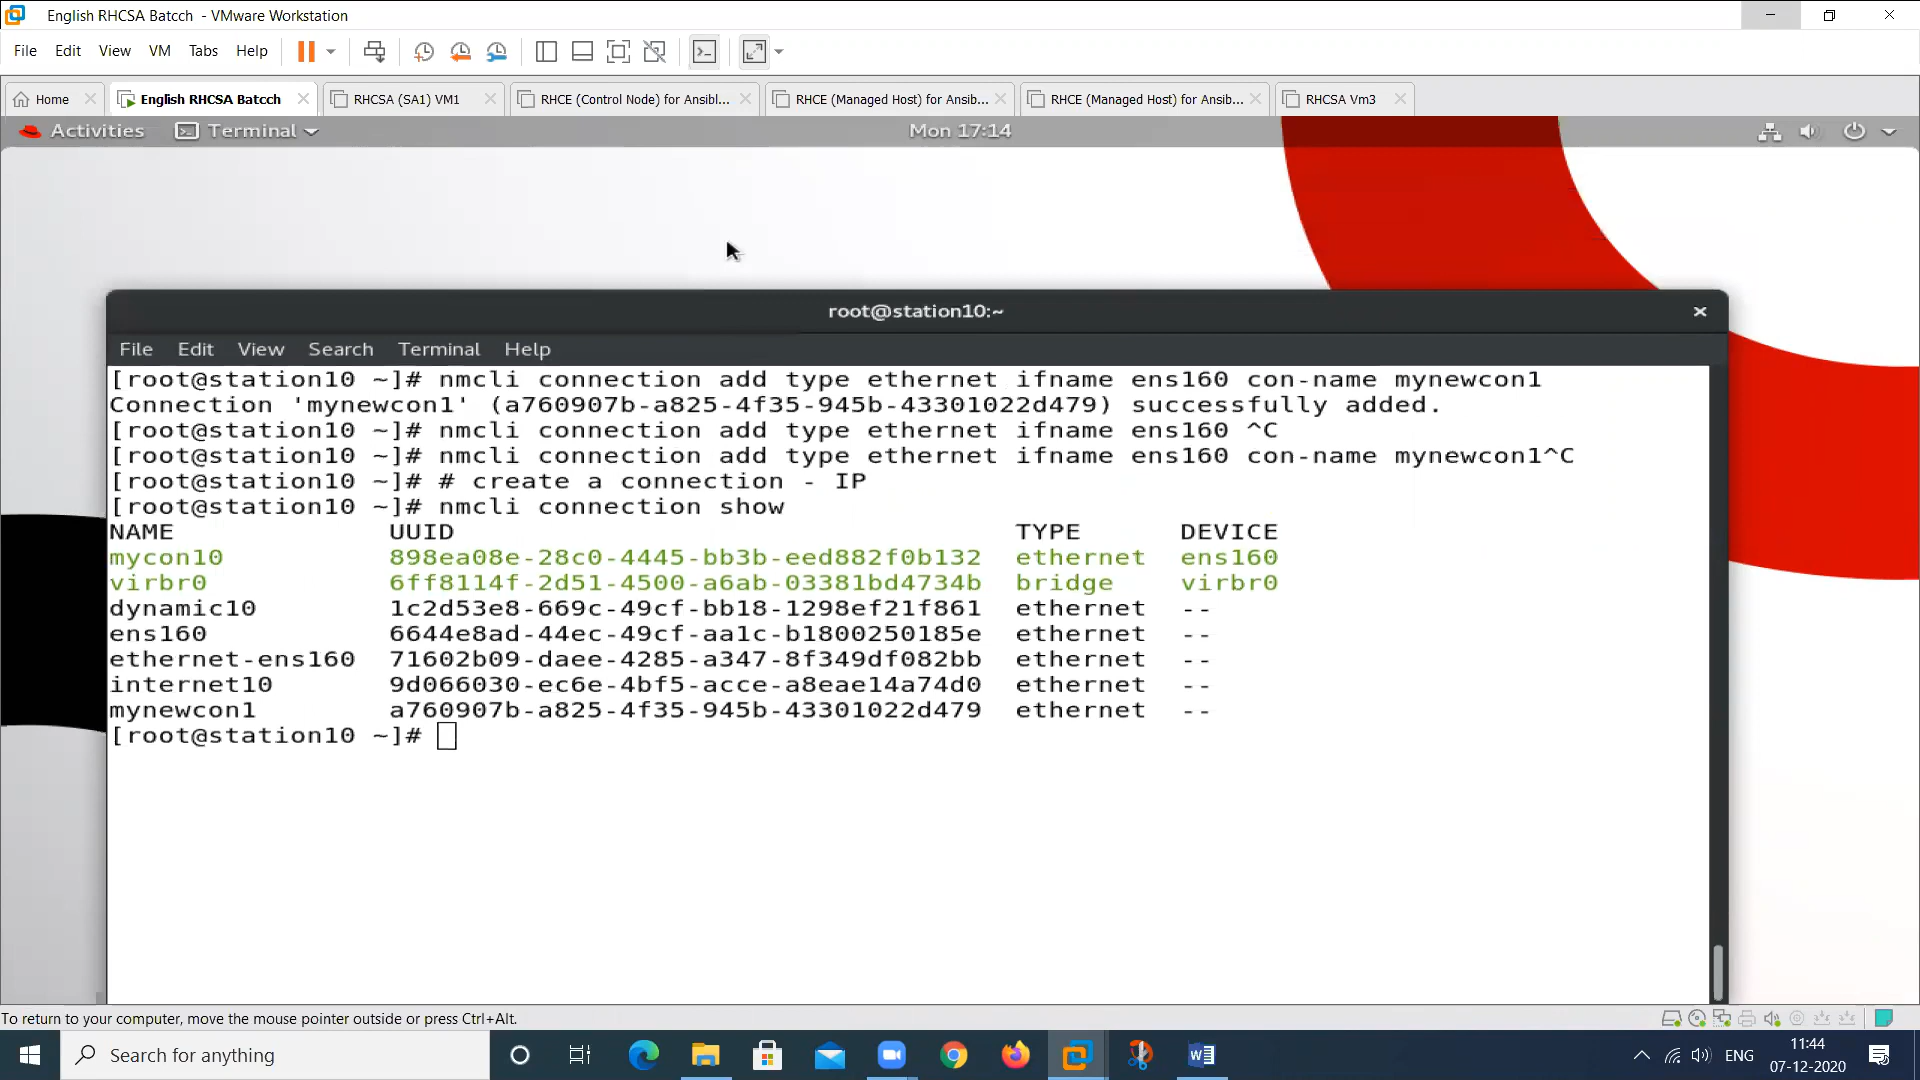 English RHCSA Batcch - VMware Workstation
File Edit View VM Tabs Help
Home English RHCSA Batcch RHCSA (SA1) VM1 RHCE (Control Node) for Ansibl... RHCE (Managed Host) for Ansib... RHCE (Managed Host) for Ansib... RHCSA Vm3
Activities Terminal Mon 17:14
root@station10:~
File Edit View Search Terminal Help
[root@station10 ~]# nmcli connection add type ethernet ifname ens160 con-name mynewcon1
Connection 'mynewcon1' (a760907b-a825-4f35-945b-43301022d479) successfully added.
[root@station10 ~]# nmcli connection add type ethernet ifname ens160 ^C
[root@station10 ~]# nmcli connection add type ethernet ifname ens160 con-name mynewcon1^C
[root@station10 ~]# # create a connection - IP
[root@station10 ~]# nmcli connection show
NAME UUID TYPE DEVICE
mycon10 898ea08e-28c0-4445-bb3b-eed882f0b132 ethernet ens160
virbr0 6ff8114f-2d51-4500-a6ab-03381bd4734b bridge virbr0
dynamic10 1c2d53e8-669c-49cf-bb18-1298ef21f861 ethernet --
ens160 6644e8ad-44ec-49cf-aa1c-b1800250185e ethernet --
ethernet-ens160 71602b09-daee-4285-a347-8f349df082bb ethernet --
internet10 9d066030-ec6e-4bf5-acce-a8eae14a74d0 ethernet --
mynewcon1 a760907b-a825-4f35-945b-43301022d479 ethernet --
[root@station10 ~]#
To return to your computer, move the mouse pointer outside or press Ctrl+Alt.
Search for anything
ENG
11:44
07-12-2020